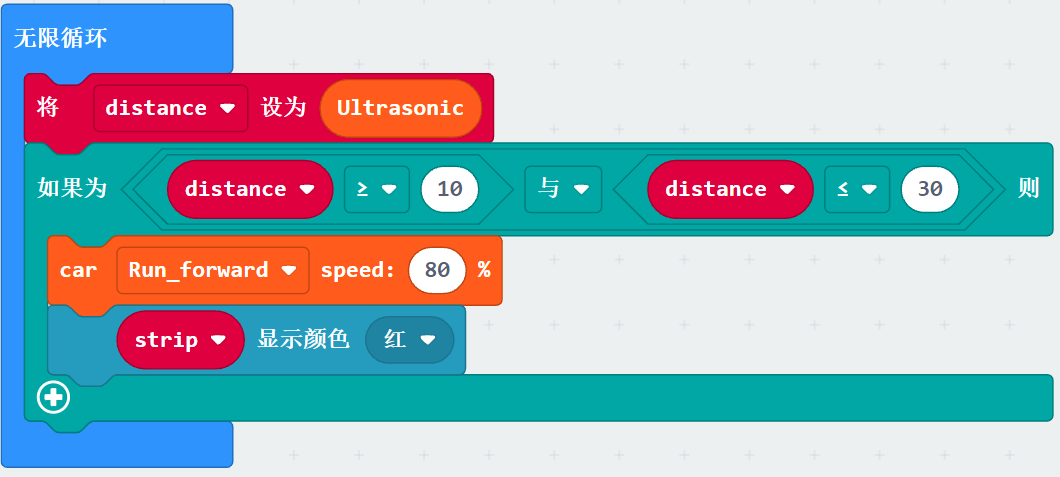 无限循环
将 distance 设为 Ultrasonic
如果为 distance ≥ 10 与 distance ≤ 30 则
car Run_forward speed: 80 %
strip 显示颜色 红